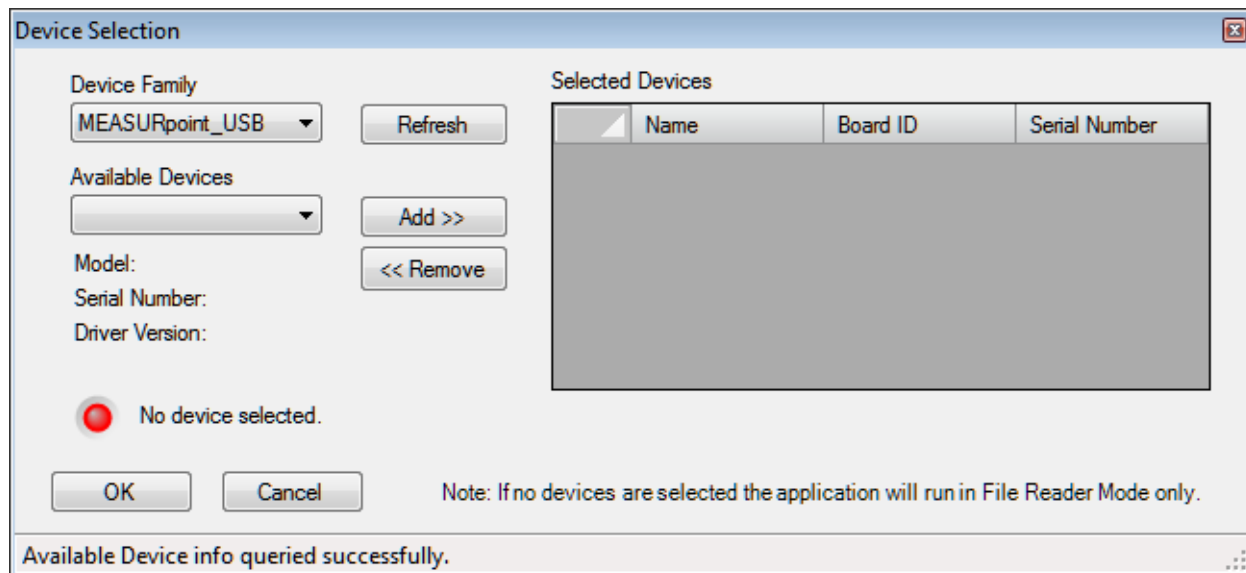 Device Selection
Device Family
MEASURpoint_USB
Refresh
Available Devices
Add >>
<< Remove
Model:
Serial Number:
Driver Version:
No device selected.
OK
Cancel
Selected Devices
Name Board ID Serial Number
Note: If no devices are selected the application will run in File Reader Mode only.
Available Device info queried successfully.